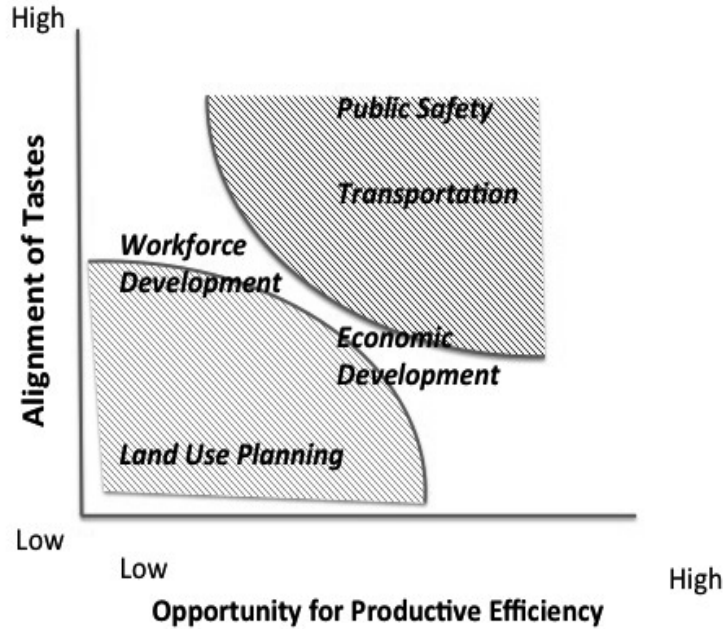 High
Public Safety
Alignment of Tastes
Transportation
Workforce
Development
Economic
Development
Land Use Planning
Low
Low
High
Opportunity for Productive Efficiency